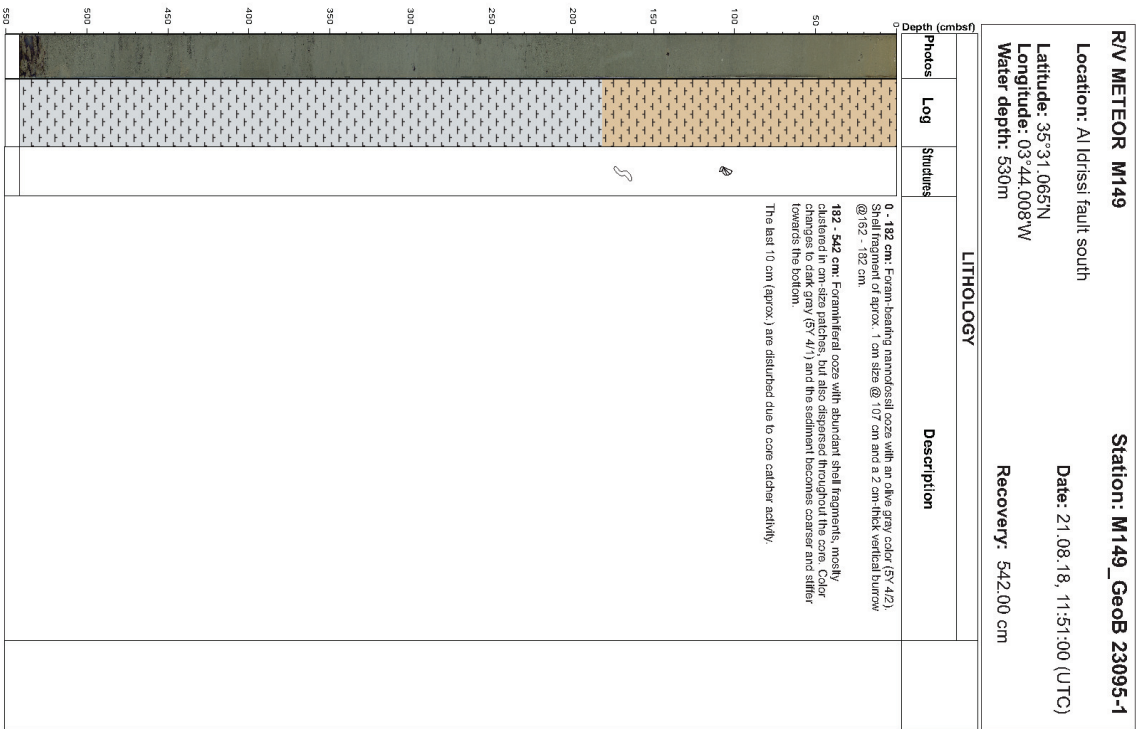 R/V METEOR M149
Station: M149_GeoB 23095-1
Location: Al Idrissi fault south
Date: 21.08.18, 11:51:00 (UTC)
Latitude: 35°31.065'N
Longitude: 03°44.008'W
Water depth: 530m
Recovery: 542.00 cm
LITHOLOGY
Depth (cmbsf)
Photos
Log
Structures
Description
0
50
100
150
200
250
300
350
400
450
500
550
0 - 182 cm: Foram-bearing nannofossil ooze with an olive gray color (5Y 4/2).
Shell fragment of aprox. 1 cm size @ 107 cm and a 2 cm-thick vertical burrow
@162 - 182 cm.
182 - 542 cm: Foraminiferal ooze with abundant shell fragments, mostly
clustered in cm-size patches, but also dispersed throughout the core. Color
changes to dark gray (5Y 4/1) and the sediment becomes coarser and stiffer
towards the bottom.
The last 10 cm (aprox.) are disturbed due to core catcher activity.